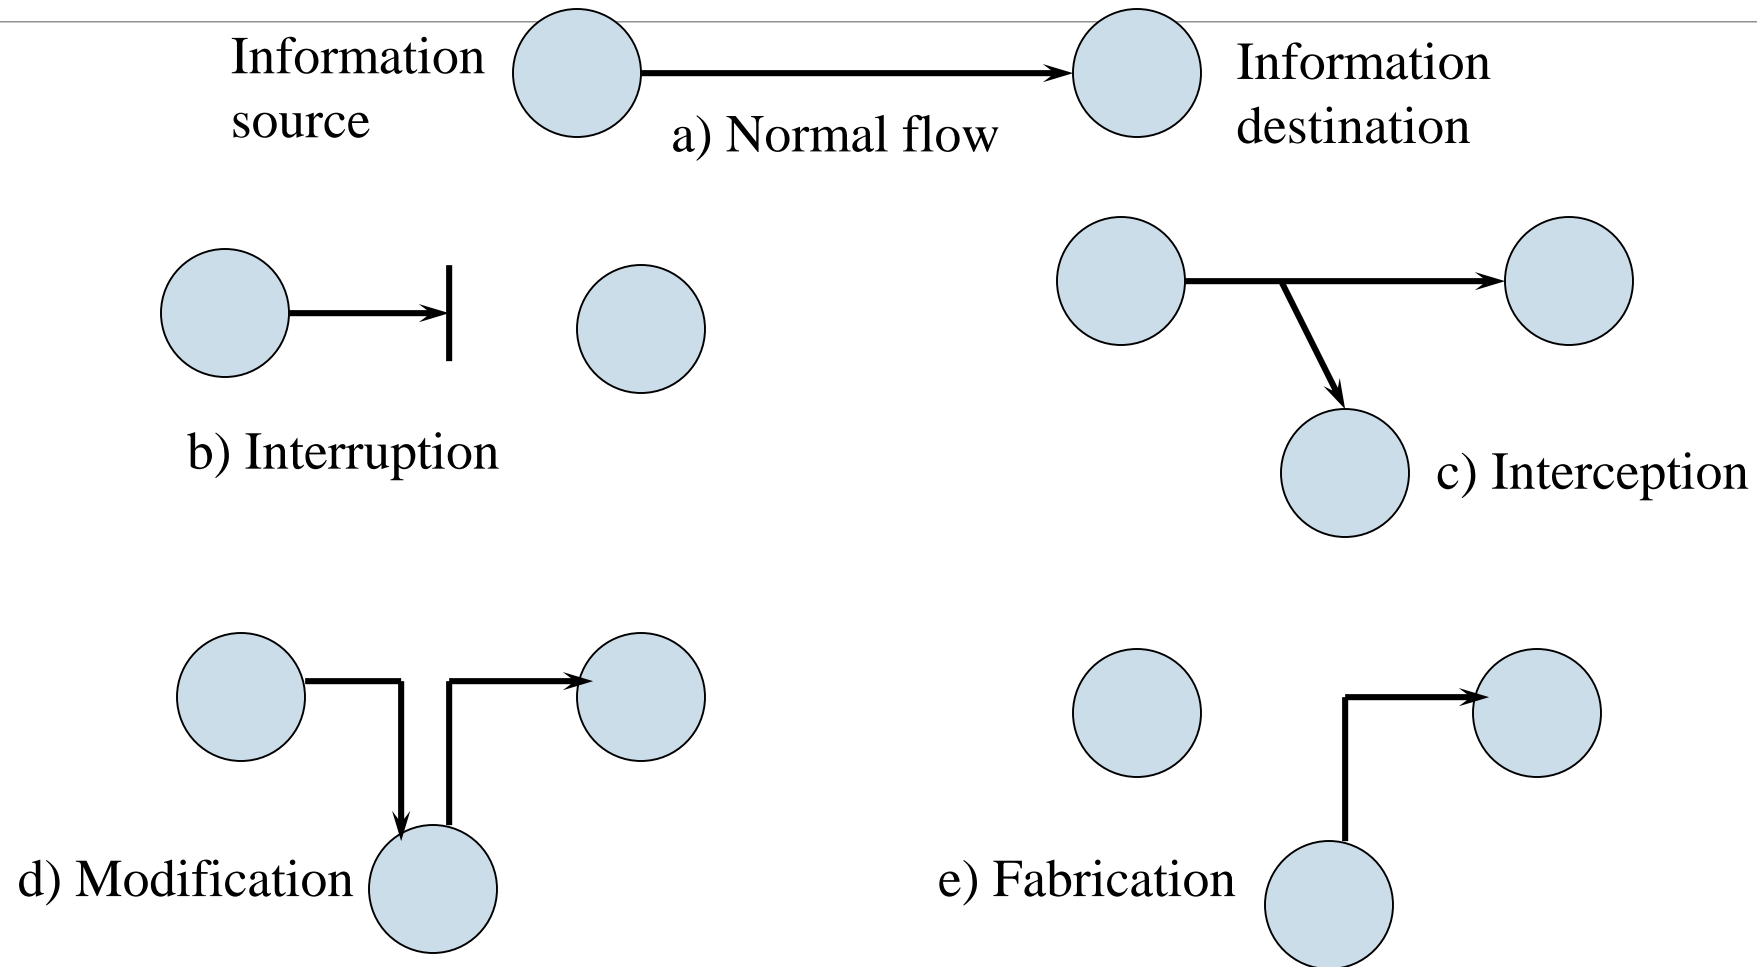 Information
source
a) Normal flow
Information
destination
b) Interruption
c) Interception
d) Modification
e) Fabrication